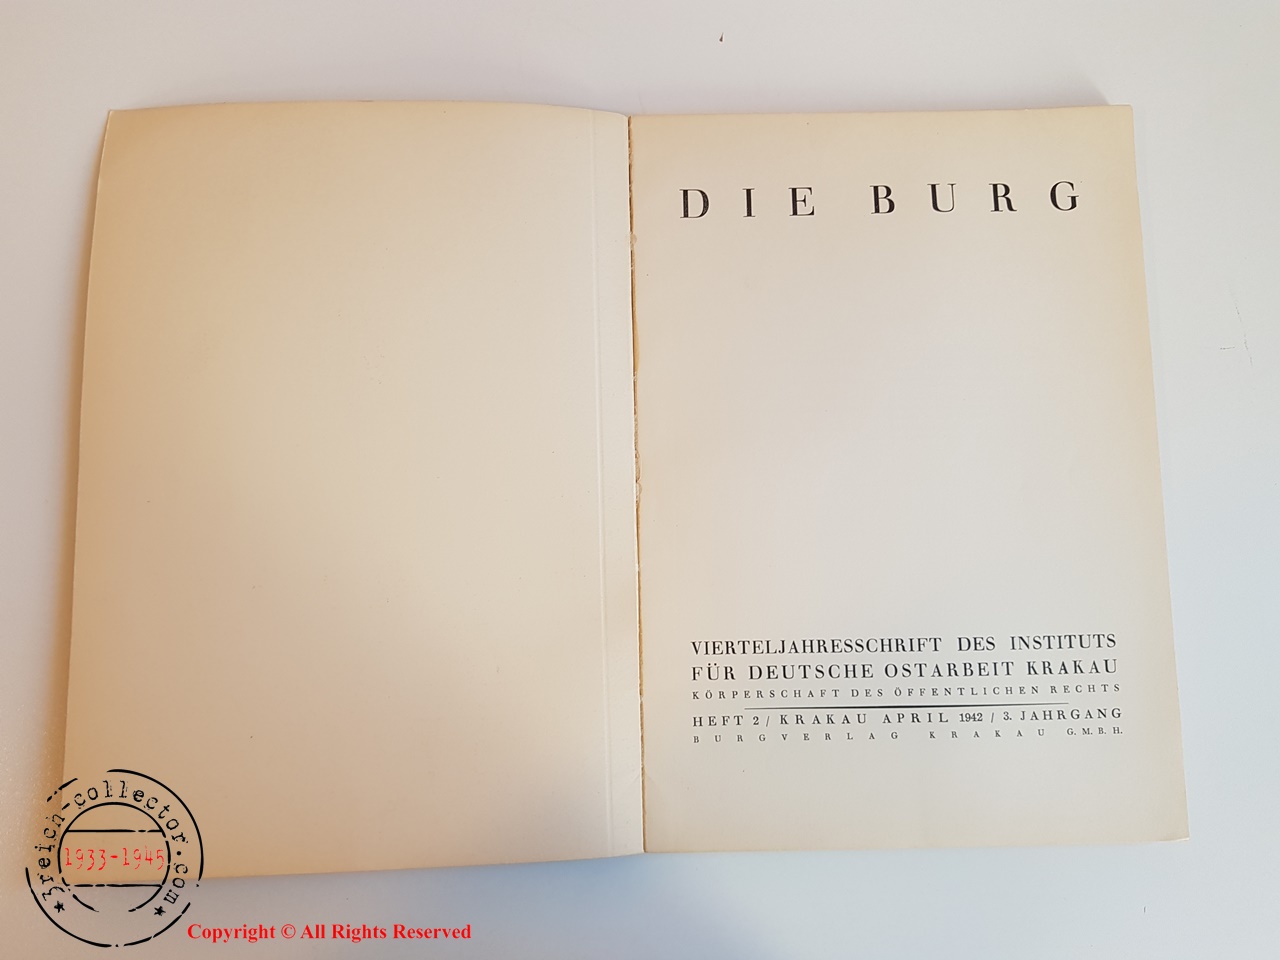 DIE BURG
VIERTELJAHRESSCHRIFT DES INSTITUTS
FÜR DEUTSCHE OSTARBEIT KRAKAU
KÖRPERSCHAFT DES ÖFFENTLICHEN RECHTS
HEFT 2 / KRAKAU APRIL 1942 / 3. JAHRGANG
BURGVERLAG KRAKAU G.M.B.H.
3reich-collector.com
1933-1945
Copyright © All Rights Reserved